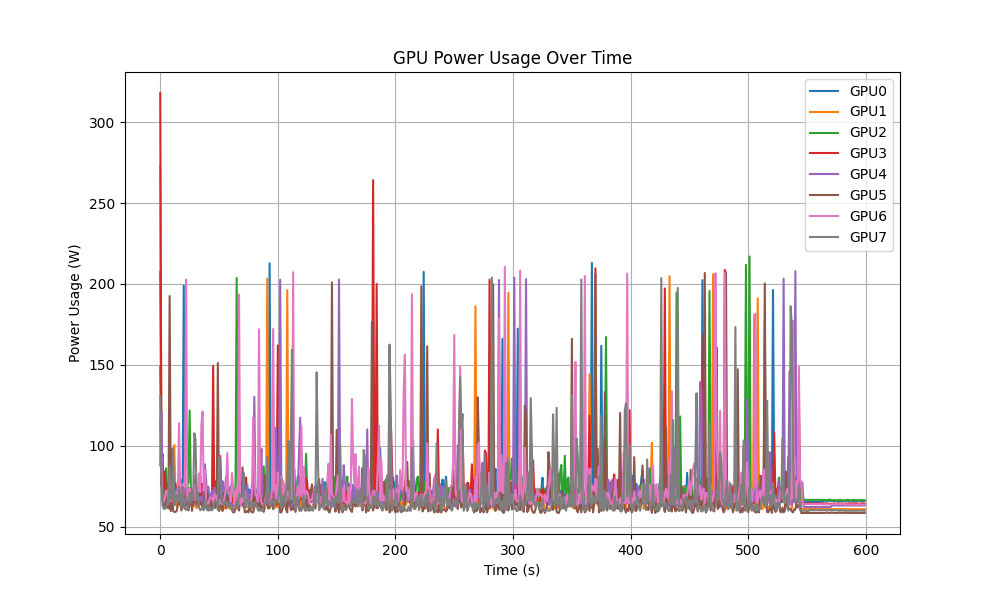 GPU Power Usage Over Time
Power Usage (W)
300
250
200
150
100
50
0
100
200
300
400
500
600
Time (s)
GPU0
GPU1
GPU2
GPU3
GPU4
GPU5
GPU6
GPU7